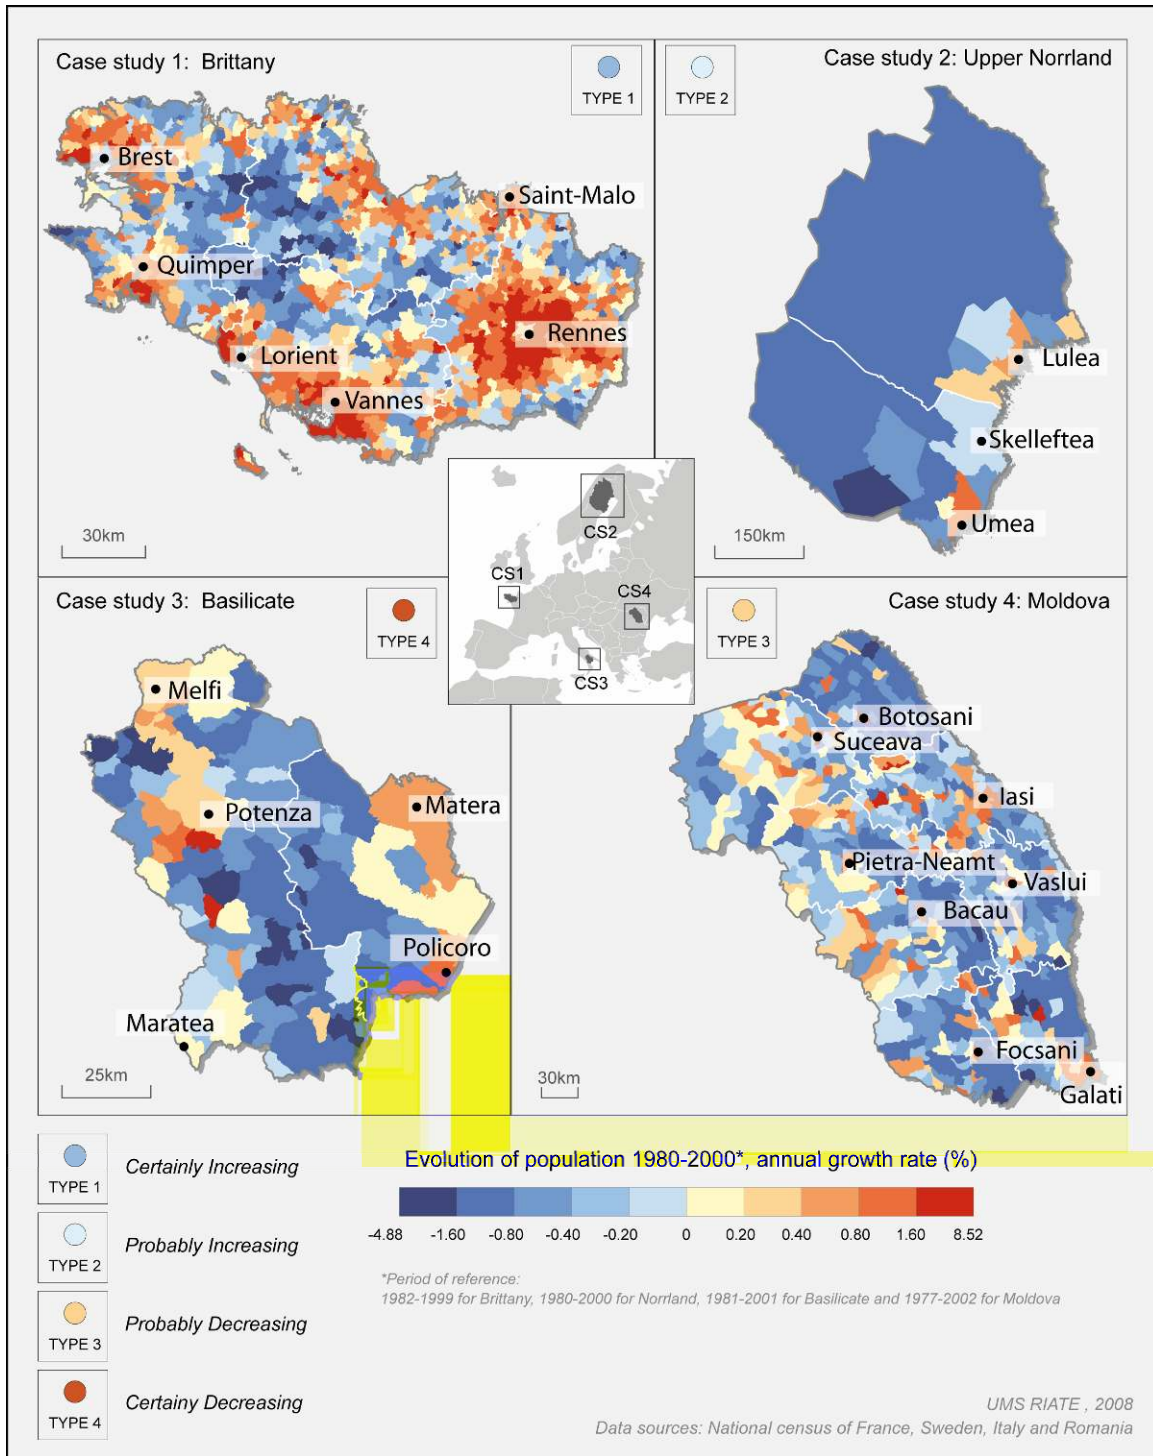 Case study 1: Brittany
TYPE 1
TYPE 2
Case study 2: Upper Norrland
Brest
Saint-Malo
Quimper
Rennes
Lorient
Vannes
30km
Lulea
Skelleftea
Umea
150km
CS2
CS1
CS4
CS3
Case study 3: Basilicate
TYPE 4
TYPE 3
Case study 4: Moldova
Melfi
Potenza
Matera
Policoro
Maratea
25km
Botosani
Suceava
Iasi
Pietra-Neamt
Vaslui
Bacau
Focsani
Galati
30km
TYPE 1
Certainly Increasing
TYPE 2
Probably Increasing
TYPE 3
Probably Decreasing
TYPE 4
Certainy Decreasing
Evolution of population 1980-2000*, annual growth rate (%)
-4.88 -1.60 -0.80 -0.40 -0.20 0 0.20 0.40 0.80 1.60 8.52
*Period of reference:
1982-1999 for Brittany, 1980-2000 for Norrland, 1981-2001 for Basilicate and 1977-2002 for Moldova
UMS RIATE , 2008
Data sources: National census of France, Sweden, Italy and Romania